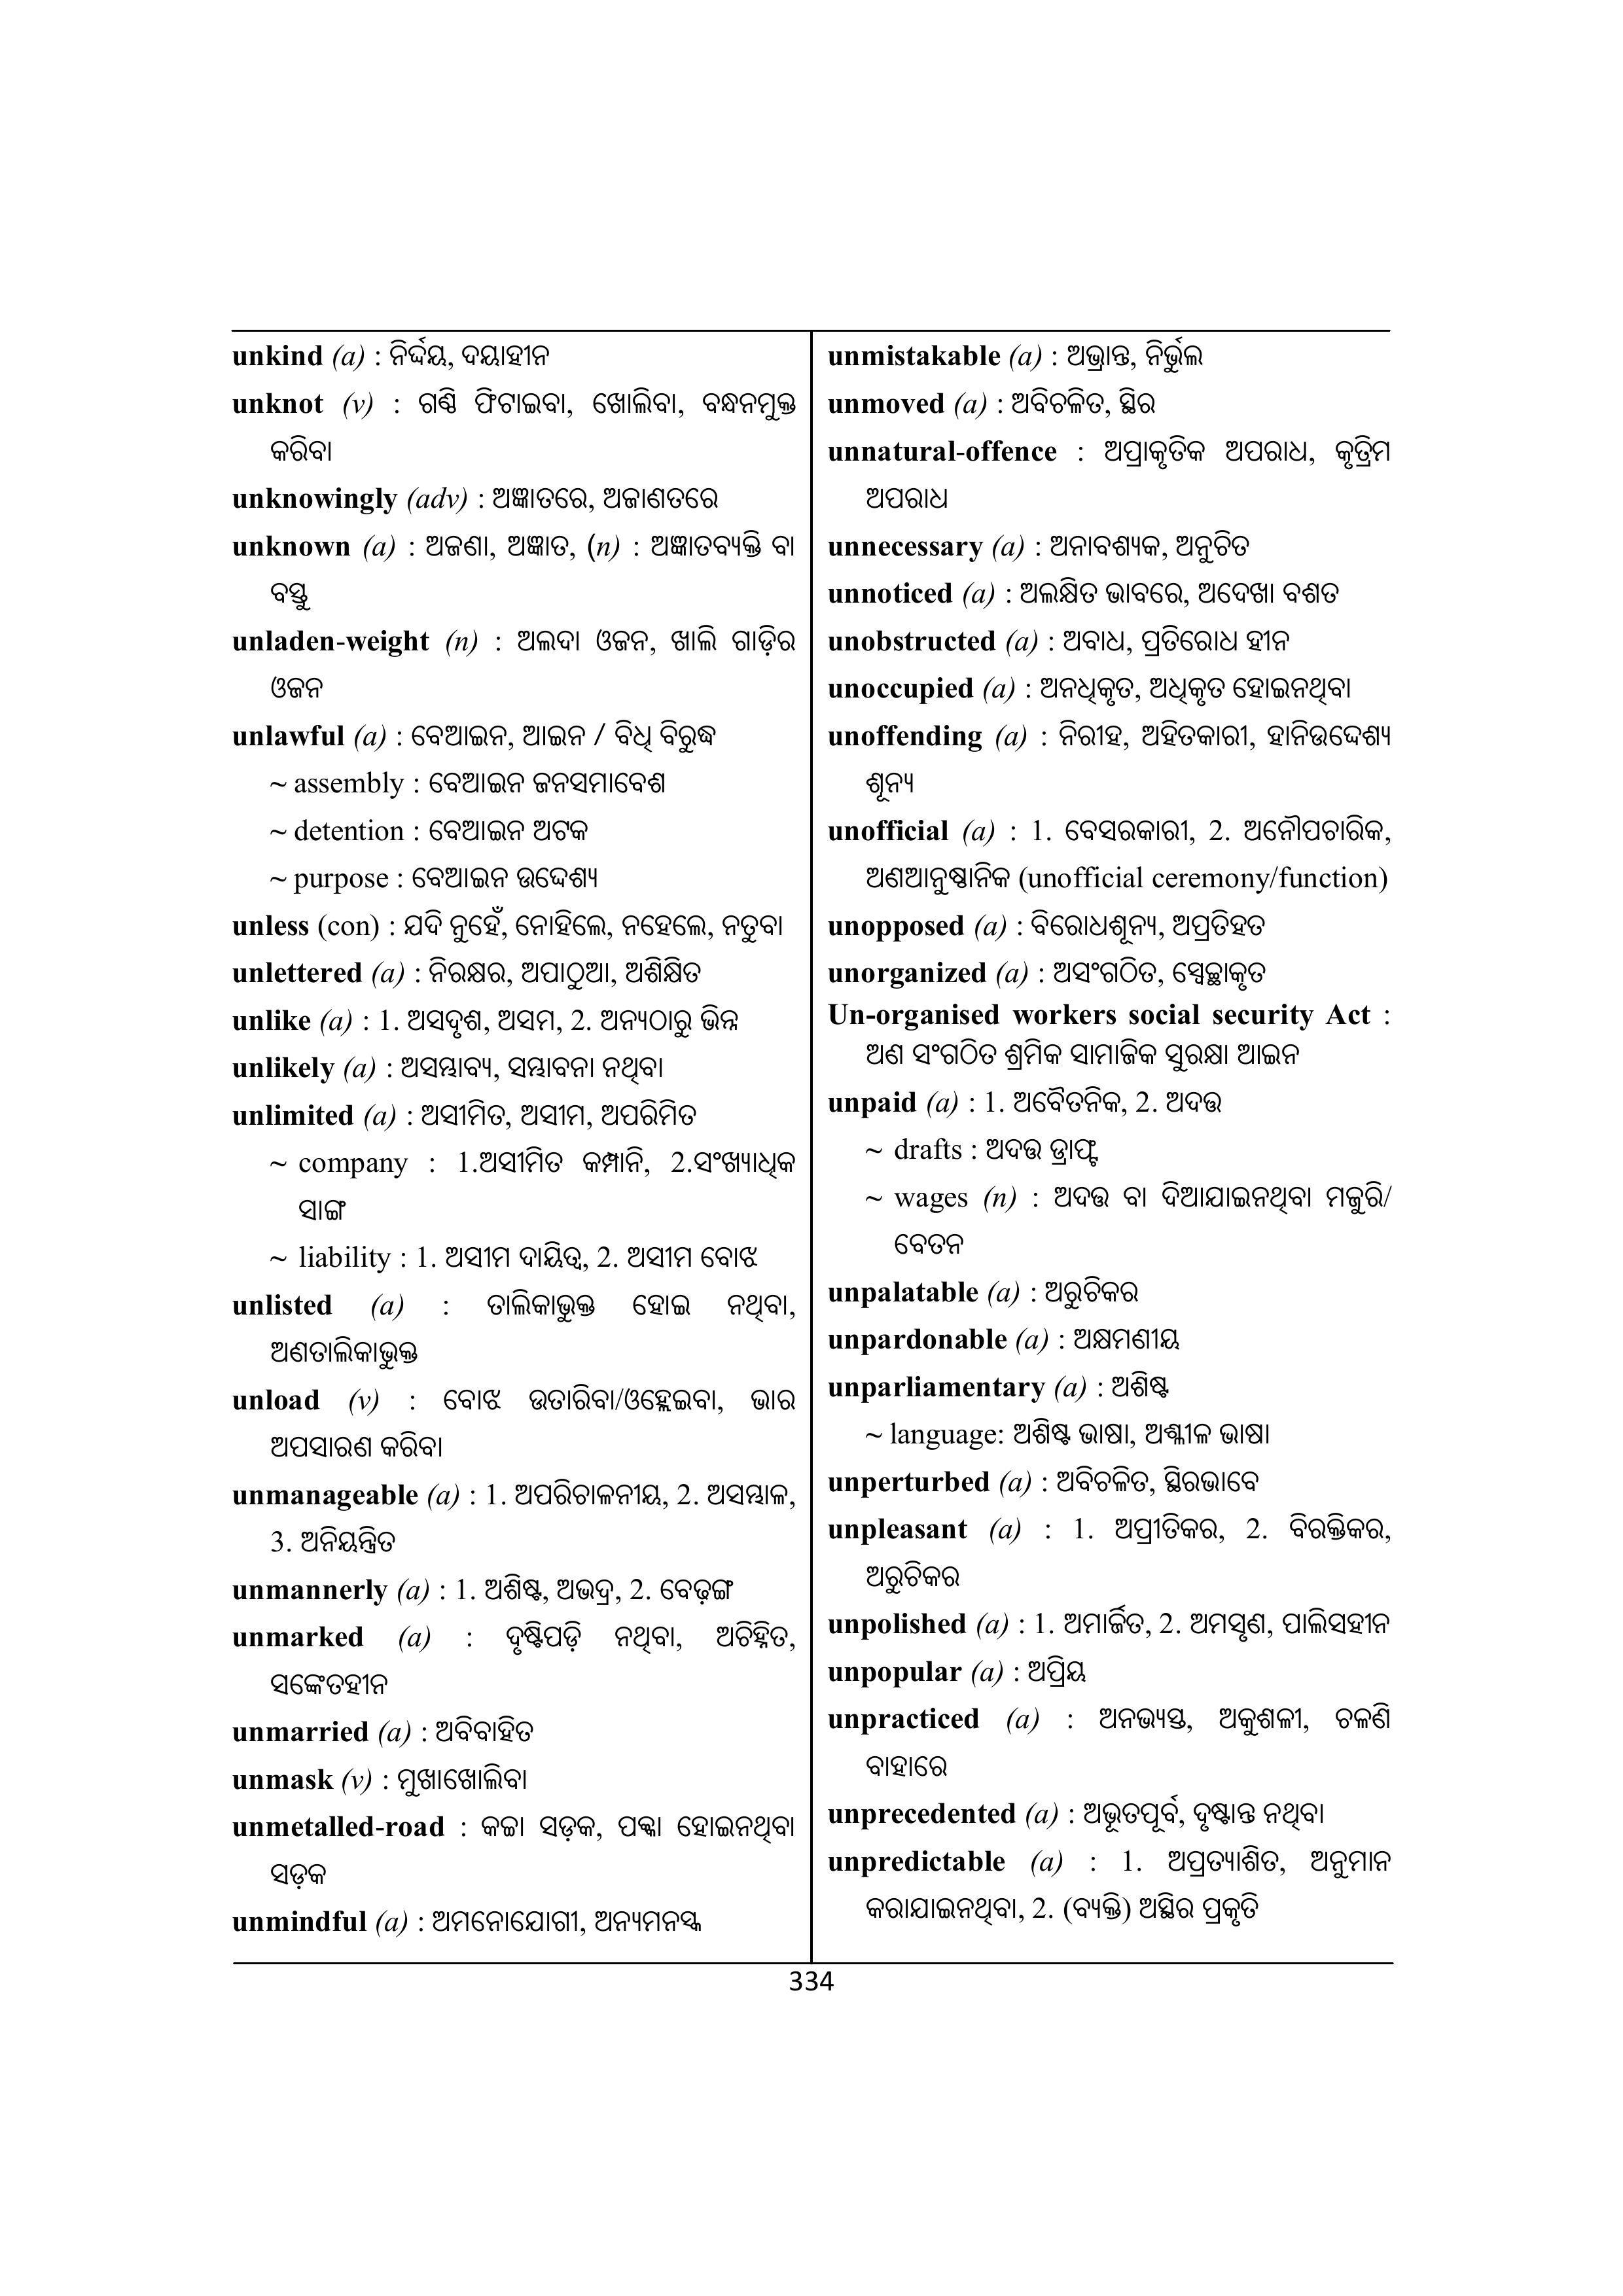 unkind (a) : ନିର୍ଦ୍ଦୟ, ଦୟାହୀନ
unknot (v) : ଗଣ୍ଠି ଫିଟାଇବା, ଖୋଲିବା, ବନ୍ଧନମୁକ୍ତ
କରିବା
unknowingly (adv) : ଅଜ୍ଞାତରେ, ଅଜାଣତରେ
unknown (a) : ଅଜଣା, ଅଜ୍ଞାତ, (n) : ଅଜ୍ଞାତବ୍ୟକ୍ତି ବା
ବସ୍ତୁ
unladen-weight (n) : ଅଲଦା ଓଜନ, ଖାଲି ଗାଡ଼ିର
ଓଜନ
unlawful (a) : ବେଆଇନ, ଆଇନ / ବିଧି ବିରୁଦ୍ଧ
~ assembly : ବେଆଇନ ଜନସମାବେଶ
~ detention : ବେଆଇନ ଅଟକ
~ purpose : ବେଆଇନ ଉଦ୍ଦେଶ୍ୟ
unless (con) : ଯଦି ନୁହେଁ, ନୋହିଲେ, ନହେଲେ, ନତୁବା
unlettered (a) : ନିରକ୍ଷର, ଅପାଠୁଆ, ଅଶିକ୍ଷିତ
unlike (a) : 1. ଅସଦୃଶ, ଅସମ, 2. ଅନ୍ୟଠାରୁ ଭିନ୍ନ
unlikely (a) : ଅସମ୍ଭାବ୍ୟ, ସମ୍ଭାବନା ନଥିବା
unlimited (a) : ଅସୀମିତ, ଅସୀମ, ଅପରିମିତ
~ company : 1.ଅସୀମିତ କମ୍ପାନି, 2.ସଂଖ୍ୟାଧିକ
ସାଙ୍ଗ
~ liability : 1. ଅସୀମ ଦାୟିତ୍ୱ, 2. ଅସୀମ ବୋଝ
unlisted (a) : ତାଲିକାଭୁକ୍ତ ହୋଇ ନଥିବା,
ଅଣତାଲିକାଭୁକ୍ତ
unload (v) : ବୋଝ ଉତାରିବା/ଓହ୍ଲେଇବା, ଭାର
ଅପସାରଣ କରିବା
unmanageable (a) : 1. ଅପରିଚାଳନୀୟ, 2. ଅସମ୍ଭାଳ,
3. ଅନିୟନ୍ତ୍ରିତ
unmannerly (a) : 1. ଅଶିଷ୍ଟ, ଅଭଦ୍ର, 2. ବେଢ଼ଙ୍ଗ
unmarked (a) : ଦୃଷ୍ଟିପଡ଼ି ନଥିବା, ଅଚିହ୍ନିତ,
ସଙ୍କେତହୀନ
unmarried (a) : ଅବିବାହିତ
unmask (v) : ମୁଖାଖୋଲିବା
unmetalled-road : କଚ୍ଚା ସଡ଼କ, ପକ୍କା ହୋଇନଥିବା
ସଡ଼କ
unmindful (a) : ଅମନୋଯୋଗୀ, ଅନ୍ୟମନସ୍କ
unmistakable (a) : ଅଭ୍ରାନ୍ତ, ନିର୍ଭୁଲ
unmoved (a) : ଅବିଚଳିତ, ସ୍ଥିର
unnatural-offence : ଅପ୍ରାକୃତିକ ଅପରାଧ, କୃତ୍ରିମ
ଅପରାଧ
unnecessary (a) : ଅନାବଶ୍ୟକ, ଅନୁଚିତ
unnoticed (a) : ଅଲକ୍ଷିତ ଭାବରେ, ଅଦେଖା ବଶତ
unobstructed (a) : ଅବାଧ, ପ୍ରତିରୋଧ ହୀନ
unoccupied (a) : ଅନଧିକୃତ, ଅଧିକୃତ ହୋଇନଥିବା
unoffending (a) : ନିରୀହ, ଅହିତକାରୀ, ହାନିଉଦ୍ଦେଶ୍ୟ
ଶୂନ୍ୟ
unofficial (a) : 1. ବେସରକାରୀ, 2. ଅନୌପଚାରିକ,
ଅଣଆନୁଷ୍ଠାନିକ (unofficial ceremony/function)
unopposed (a) : ବିରୋଧଶୂନ୍ୟ, ଅପ୍ରତିହତ
unorganized (a) : ଅସଂଗଠିତ, ସ୍ୱେଚ୍ଛାକୃତ
Un-organised workers social security Act :
ଅଣ ସଂଗଠିତ ଶ୍ରମିକ ସାମାଜିକ ସୁରକ୍ଷା ଆଇନ
unpaid (a) : 1. ଅବୈତନିକ, 2. ଅଦତ୍ତ
~ drafts : ଅଦତ୍ତ ଡ୍ରାଫ୍ଟ
~ wages (n) : ଅଦତ୍ତ ବା ଦିଆଯାଇନଥିବା ମଜୁରି/
ବେତନ
unpalatable (a) : ଅରୁଚିକର
unpardonable (a) : ଅକ୍ଷମଣୀୟ
unparliamentary (a) : ଅଶିଷ୍ଟ
~ language: ଅଶିଷ୍ଟ ଭାଷା, ଅଶ୍ଳୀଳ ଭାଷା
unperturbed (a) : ଅବିଚଳିତ, ସ୍ଥିରଭାବେ
unpleasant (a) : 1. ଅପ୍ରୀତିକର, 2. ବିରକ୍ତିକର,
ଅରୁଚିକର
unpolished (a) : 1. ଅମାର୍ଜିତ, 2. ଅମସୃଣ, ପାଲିସହୀନ
unpopular (a) : ଅପ୍ରିୟ
unpracticed (a) : ଅନଭ୍ୟସ୍ତ, ଅକୁଶଳୀ, ଚଳଣି
ବାହାରେ
unprecedented (a) : ଅଭୂତପୂର୍ବ, ଦୃଷ୍ଟାନ୍ତ ନଥିବା
unpredictable (a) : 1. ଅପ୍ରତ୍ୟାଶିତ, ଅନୁମାନ
କରାଯାଇନଥିବା, 2. (ବ୍ୟକ୍ତି) ଅସ୍ଥିର ପ୍ରକୃତି
334